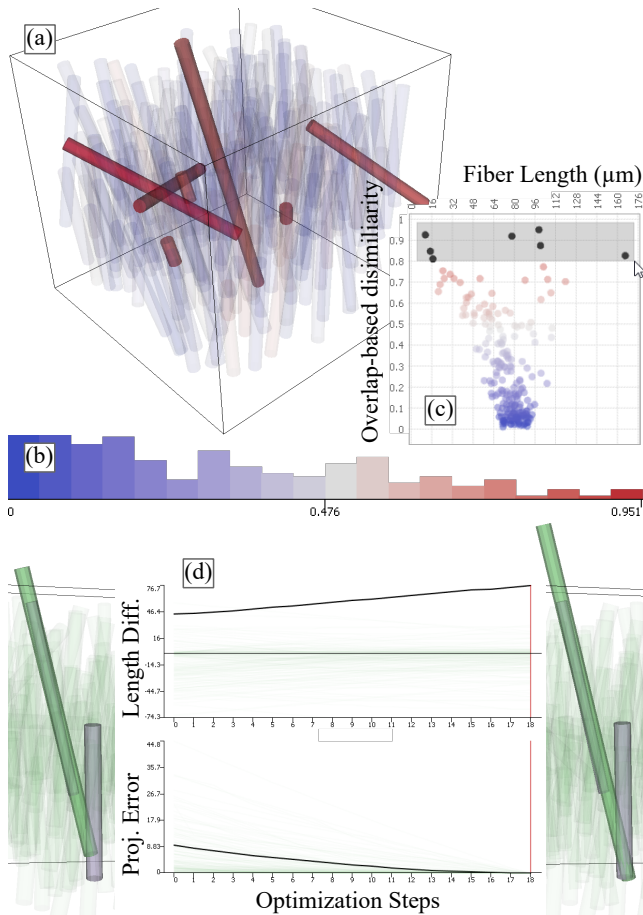 (a)
Fiber Length (µm)
0 16 32 48 64 80 96 112 128 144 160 176
Overlap-based disimiliarity
1
0.9
0.8
0.7
0.6
0.5
0.4
0.3
0.2
0.1
0
(c)
(b)
0 0.476 0.951
(d)
Length Diff.
76.7
46.4
16
-14.3
-44.7
-74.3
0 1 2 3 4 5 6 7 8 9 10 11 12 13 14 15 16 17 18
Proj. Error
44.8
35.7
26.7
17.8
8.83
0
0 1 2 3 4 5 6 7 8 9 10 11 12 13 14 15 16 17 18
Optimization Steps